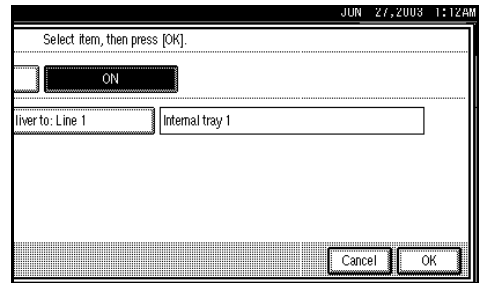 JUN 27,2003 1:12AM
Select item, then press [OK].
ON
liver to: Line 1 Internal tray 1
Cancel OK